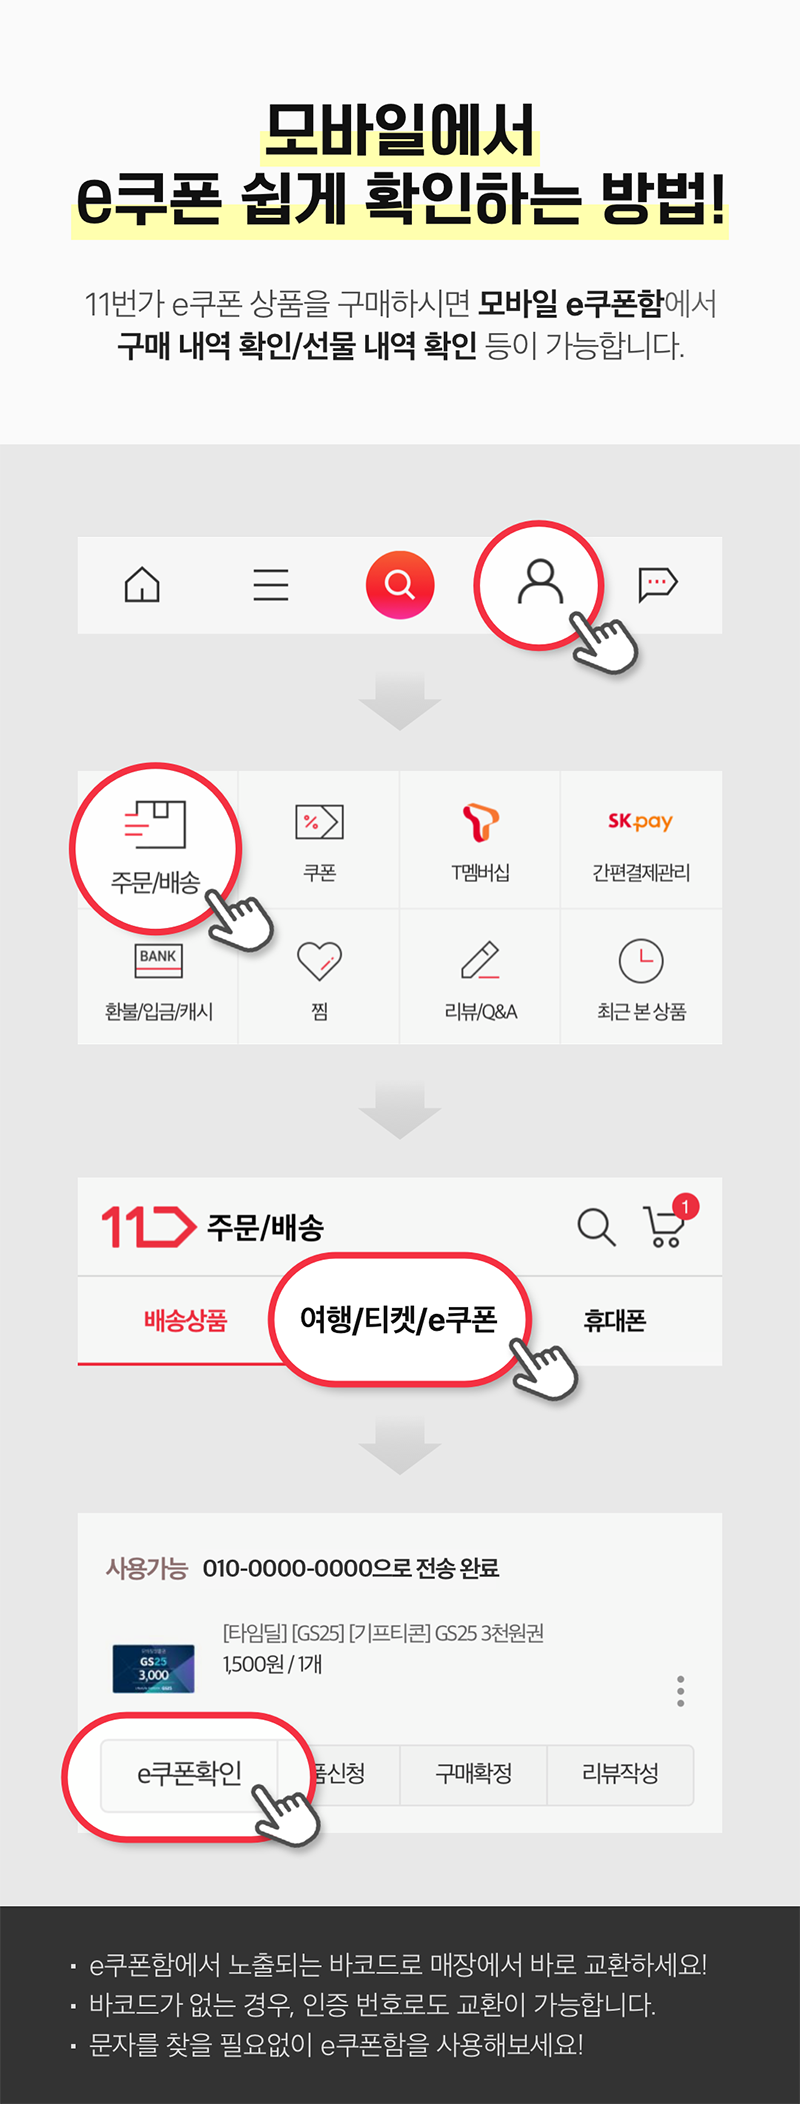 모바일에서
e쿠폰 쉽게 확인하는 방법!
11번가 e쿠폰 상품을 구매하시면 모바일 e쿠폰함에서
구매 내역 확인/선물 내역 확인 등이 가능합니다.
주문/배송
쿠폰
T멤버십
SK pay
간편결제관리
BANK
환불/입금/캐시
찜
리뷰/Q&A
최근 본 상품
11 주문/배송
1
배송상품
여행/티켓/e쿠폰
휴대폰
사용가능 010-0000-0000으로 전송 완료
[타임딜] [GS25] [기프티콘] GS25 3천원권
1,500원 / 1개
GS25
3,000
e쿠폰확인
품신청
구매확정
리뷰작성
· e쿠폰함에서 노출되는 바코드로 매장에서 바로 교환하세요!
· 바코드가 없는 경우, 인증 번호로도 교환이 가능합니다.
· 문자를 찾을 필요없이 e쿠폰함을 사용해보세요!